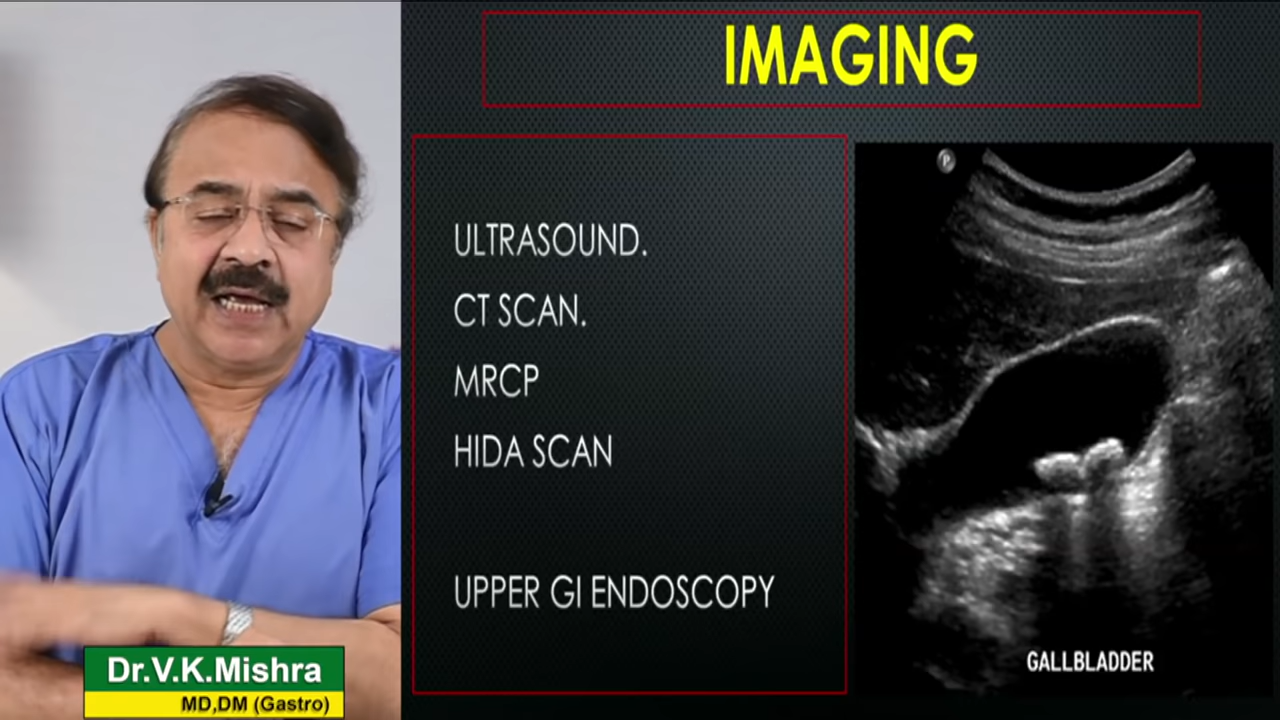 IMAGING
ULTRASOUND.
CT SCAN.
MRCP
HIDA SCAN
UPPER GI ENDOSCOPY
P
GALLBLADDER
Dr.V.K.Mishra
MD,DM (Gastro)